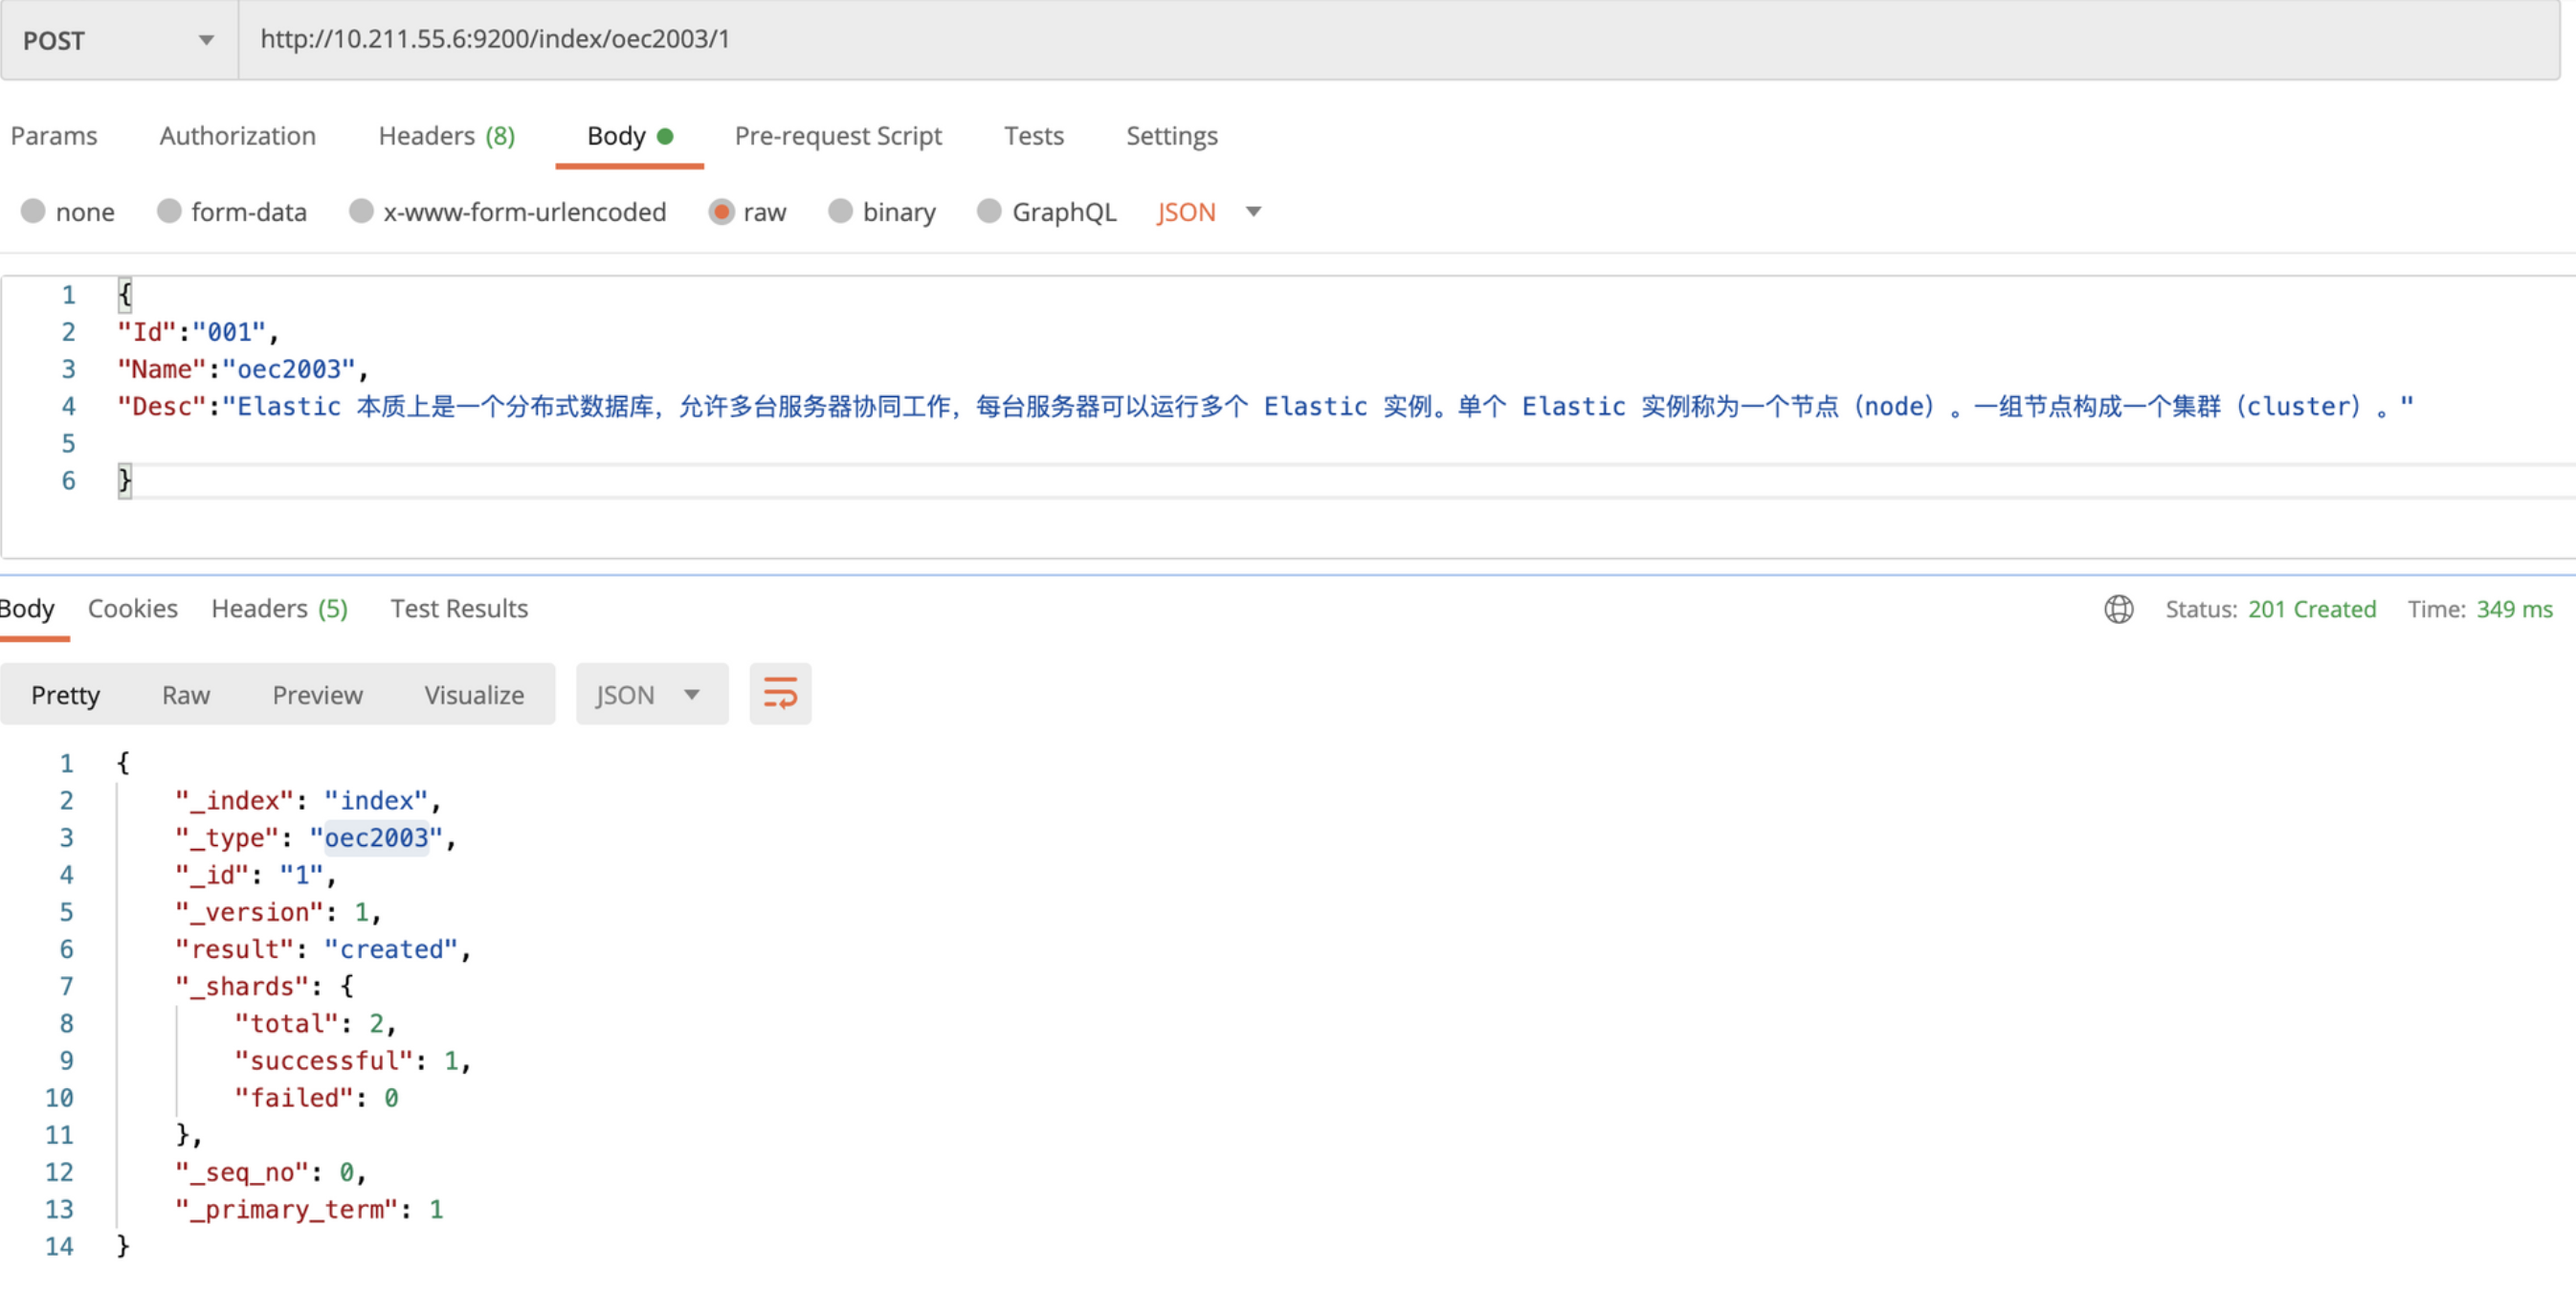 POST http://10.211.55.6:9200/index/oec2003/1
Params Authorization Headers (8) Body Pre-request Script Tests Settings
none form-data x-www-form-urlencoded raw binary GraphQL JSON
1 {
2 "Id":"001",
3 "Name":"oec2003",
4 "Desc":"Elastic 本质上是一个分布式数据库，允许多台服务器协同工作，每台服务器可以运行多个 Elastic 实例。单个 Elastic 实例称为一个节点（node）。一组节点构成一个集群（cluster）。"
5
6 }
Body Cookies Headers (5) Test Results Status: 201 Created Time: 349 ms
Pretty Raw Preview Visualize JSON
1 {
2 "_index": "index",
3 "_type": "oec2003",
4 "_id": "1",
5 "_version": 1,
6 "result": "created",
7 "_shards": {
8 "total": 2,
9 "successful": 1,
10 "failed": 0
11 },
12 "_seq_no": 0,
13 "_primary_term": 1
14 }